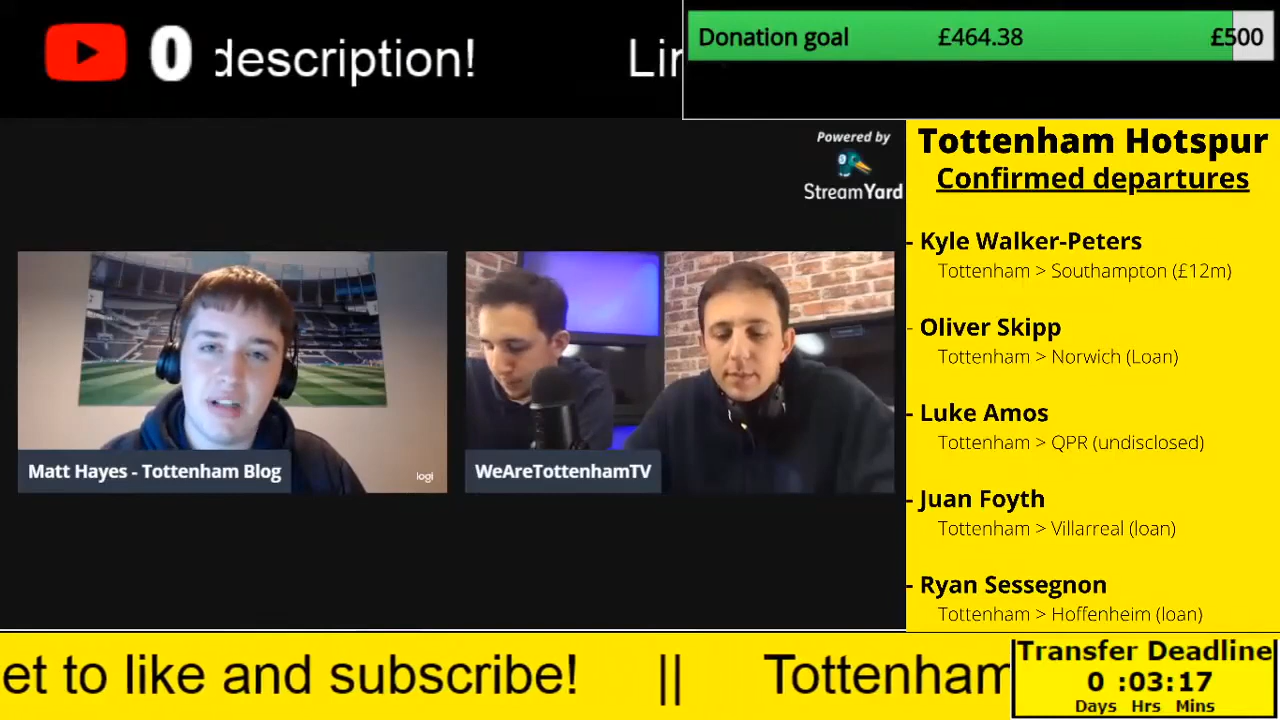 0 description! Lin
Donation goal £464.38 £500
Powered by
StreamYard
Tottenham Hotspur
Confirmed departures
- Kyle Walker-Peters
Tottenham > Southampton (£12m)
- Oliver Skipp
Tottenham > Norwich (Loan)
- Luke Amos
Tottenham > QPR (undisclosed)
- Juan Foyth
Tottenham > Villarreal (loan)
- Ryan Sessegnon
Tottenham > Hoffenheim (loan)
Matt Hayes - Tottenham Blog
logi
WeAreTottenhamTV
et to like and subscribe! || Tottenham
Transfer Deadline
0 :03:17
Days Hrs Mins